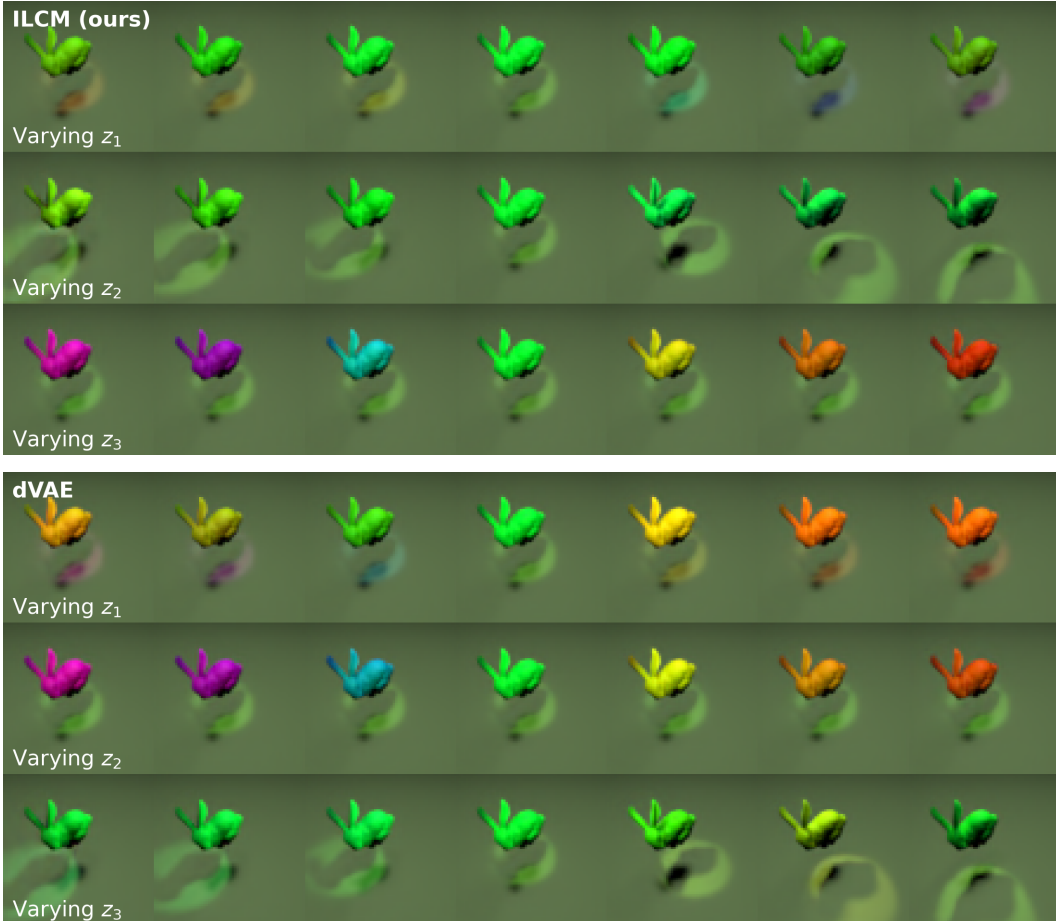 ILCM (ours)
Varying z₁
Varying z₂
Varying z₃
dVAE
Varying z₁
Varying z₂
Varying z₃